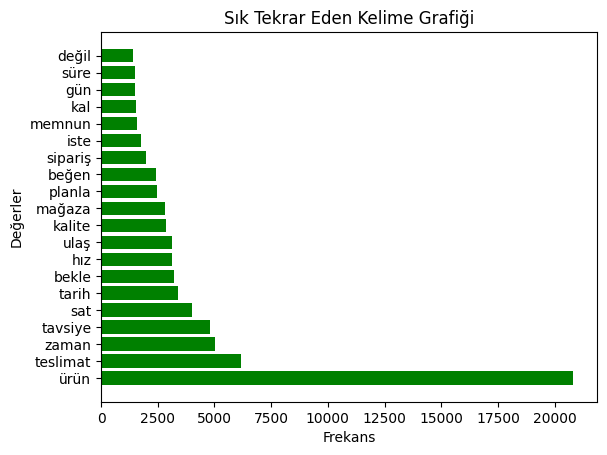 Sık Tekrar Eden Kelime Grafiği
Değerler
değil
süre
gün
kal
memnun
iste
sipariş
beğen
planla
mağaza
kalite
ulaş
hız
bekle
tarih
sat
tavsiye
zaman
teslimat
ürün
0 2500 5000 7500 10000 12500 15000 17500 20000
Frekans